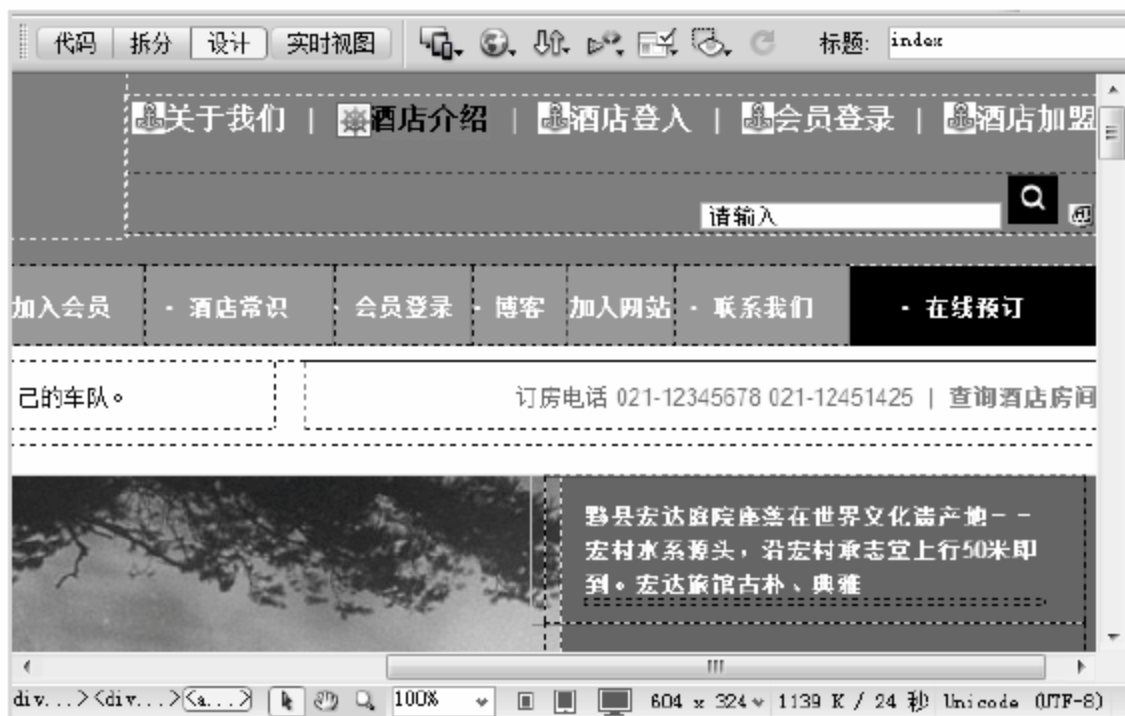 代码 拆分 设计 实时视图 标题: index
关于我们 | 酒店介绍 | 酒店登入 | 会员登录 | 酒店加盟
请输入
加入会员 · 酒店常识 · 会员登录 · 博客 加入网站 · 联系我们 · 在线预订
己的车队。 订房电话 021-12345678 021-12451425 | 查询酒店房间
黟县宏达庭院座落在世界文化遗产地--
宏村水系源头，沿宏村承志堂上行50米即
到。宏达旅馆古朴、典雅
div...><div...><a...> 100% 604 x 324 1139 K / 24 秒 Unicode (UTF-8)